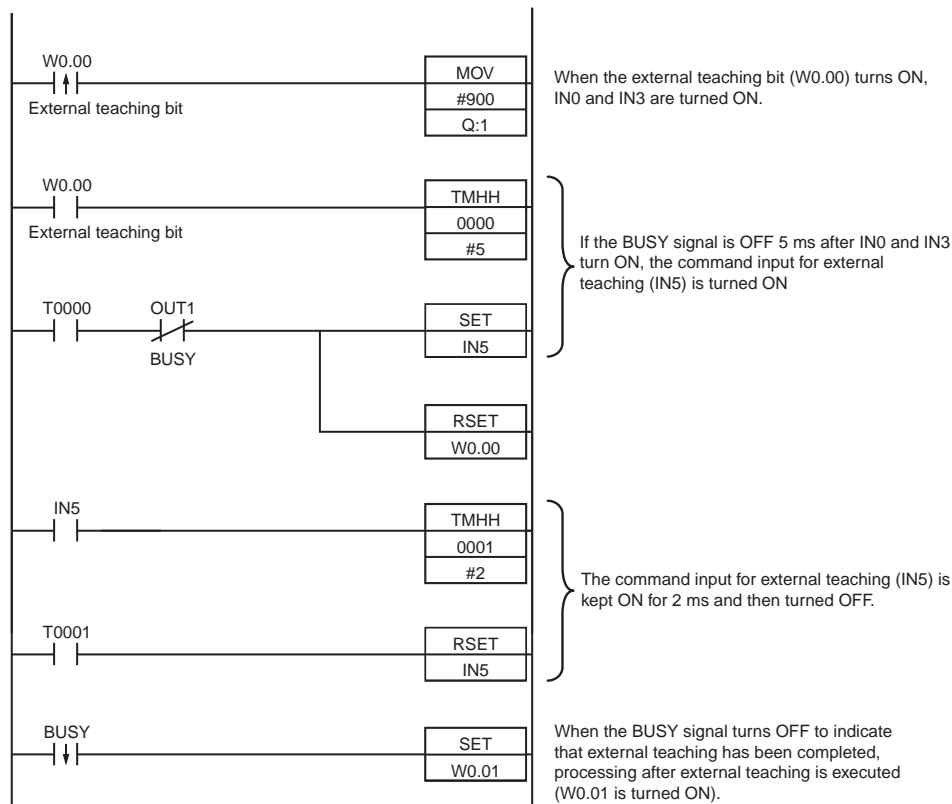 W0.00
External teaching bit
MOV
#900
Q:1
When the external teaching bit (W0.00) turns ON,
IN0 and IN3 are turned ON.
W0.00
External teaching bit
TMHH
0000
#5
If the BUSY signal is OFF 5 ms after IN0 and IN3
turn ON, the command input for external
teaching (IN5) is turned ON
T0000
OUT1
BUSY
SET
IN5
RSET
W0.00
IN5
TMHH
0001
#2
The command input for external teaching (IN5) is
kept ON for 2 ms and then turned OFF.
T0001
RSET
IN5
BUSY
SET
W0.01
When the BUSY signal turns OFF to indicate
that external teaching has been completed,
processing after external teaching is executed
(W0.01 is turned ON).